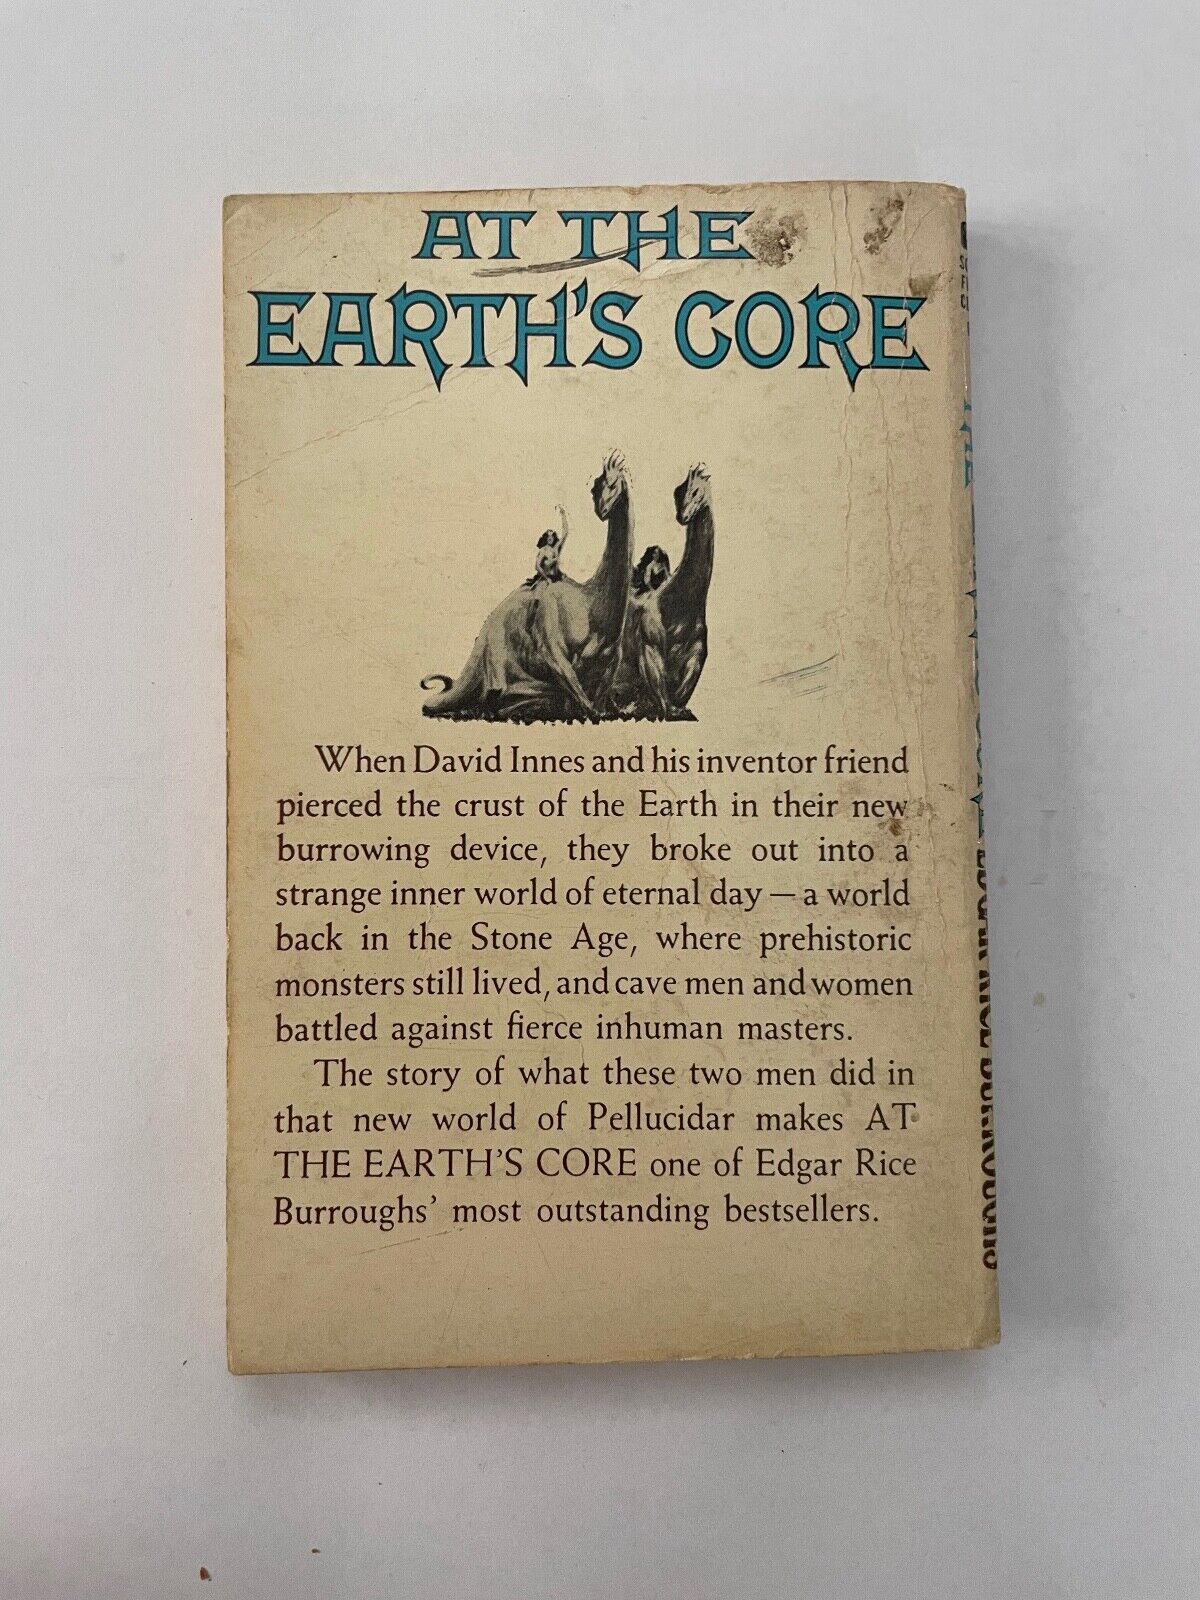 AT THE
EARTH'S CORE
When David Innes and his inventor friend
pierced the crust of the Earth in their new
burrowing device, they broke out into a
strange inner world of eternal day — a world
back in the Stone Age, where prehistoric
monsters still lived, and cave men and women
battled against fierce inhuman masters.
The story of what these two men did in
that new world of Pellucidar makes AT
THE EARTH'S CORE one of Edgar Rice
Burroughs' most outstanding bestsellers.
EDGAR RICE BURROUGHS